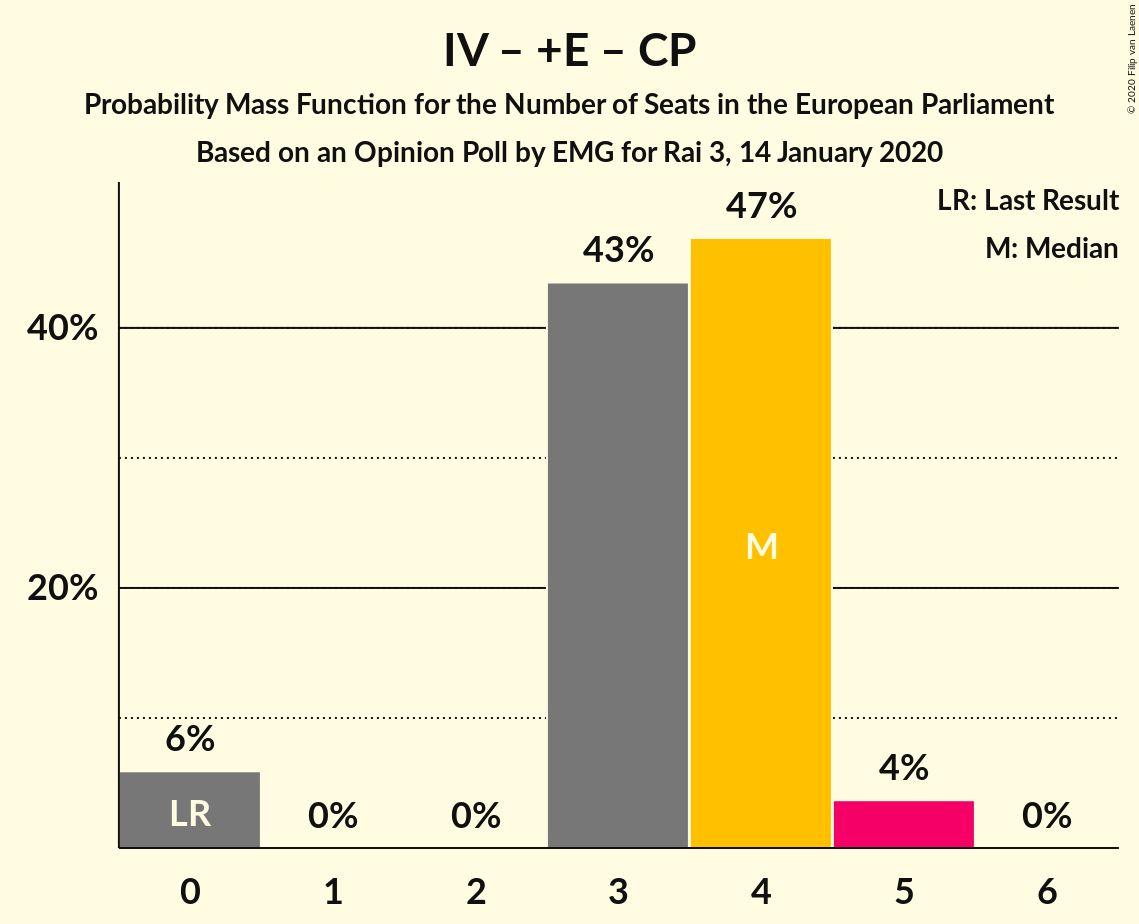 IV – +E – CP
Probability Mass Function for the Number of Seats in the European Parliament
Based on an Opinion Poll by EMG for Rai 3, 14 January 2020
© 2020 Filip van Laenen
LR: Last Result
M: Median
47%
43%
40%
M
20%
6%
4%
LR
0%
0%
0%
0 1 2 3 4 5 6